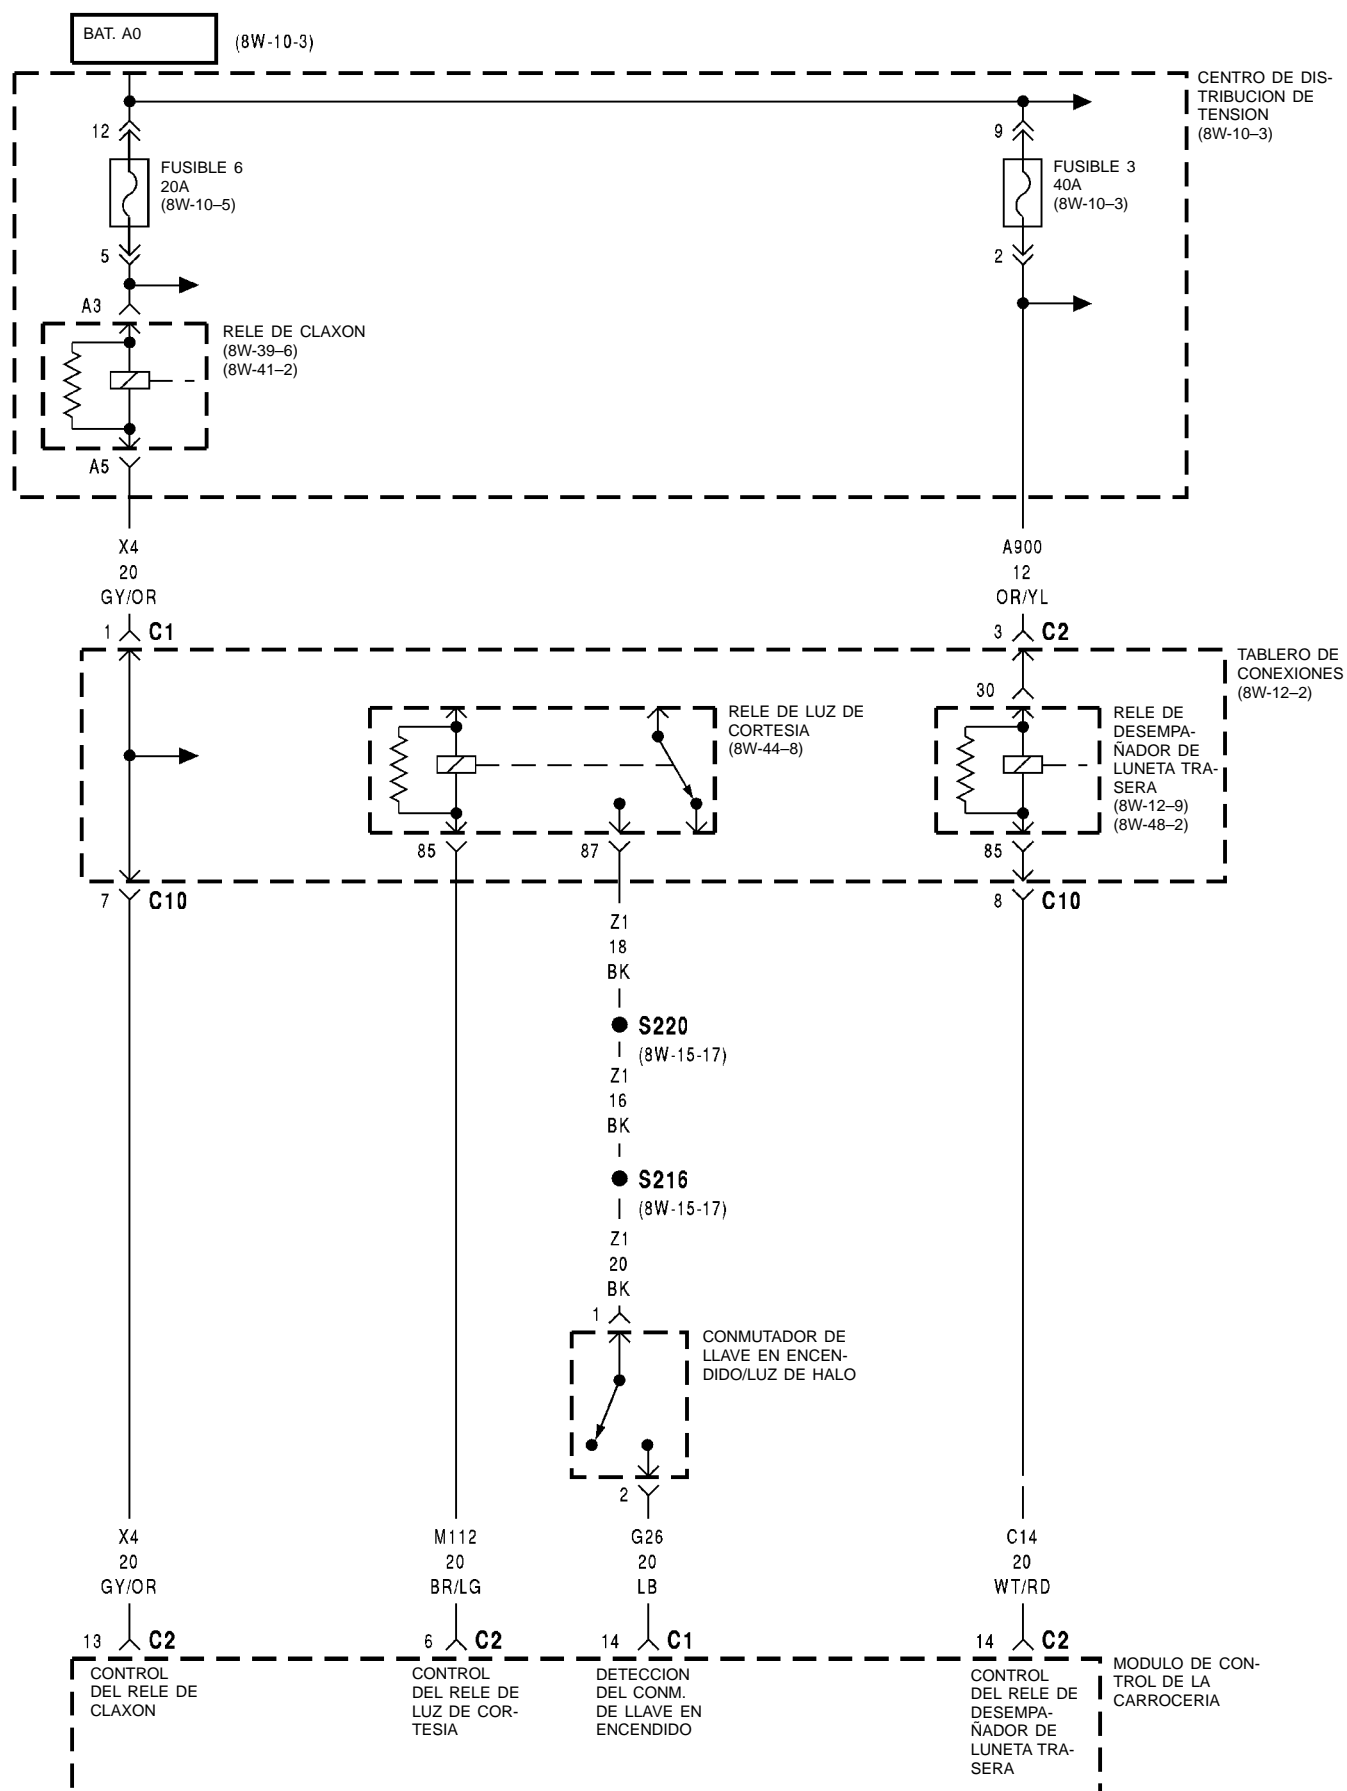 BAT. A0
(8W-10-3)
CENTRO DE DIS-
TRIBUCION DE
TENSION
(8W-10–3)
12
9
FUSIBLE 6
20A
(8W-10–5)
FUSIBLE 3
40A
(8W-10–3)
5
2
A3
RELE DE CLAXON
(8W-39–6)
(8W-41–2)
A5
X4
20
GY/OR
A900
12
OR/YL
1 C1
3 C2
TABLERO DE
CONEXIONES
(8W-12–2)
30
RELE DE LUZ DE
CORTESIA
(8W-44–8)
RELE DE
DESEMPA-
ÑADOR DE
LUNETA TRA-
SERA
(8W-12–9)
(8W-48–2)
85
87
85
7 C10
8 C10
Z1
18
BK
S220
(8W-15-17)
Z1
16
BK
S216
(8W-15-17)
Z1
20
BK
1
CONMUTADOR DE
LLAVE EN ENCEN-
DIDO/LUZ DE HALO
2
X4
20
GY/OR
M112
20
BR/LG
G26
20
LB
C14
20
WT/RD
13 C2
6 C2
14 C1
14 C2
CONTROL
DEL RELE DE
CLAXON
CONTROL
DEL RELE DE
LUZ DE COR-
TESIA
DETECCION
DEL CONM.
DE LLAVE EN
ENCENDIDO
CONTROL
DEL RELE DE
DESEMPA-
ÑADOR DE
LUNETA TRA-
SERA
MODULO DE CON-
TROL DE LA
CARROCERIA